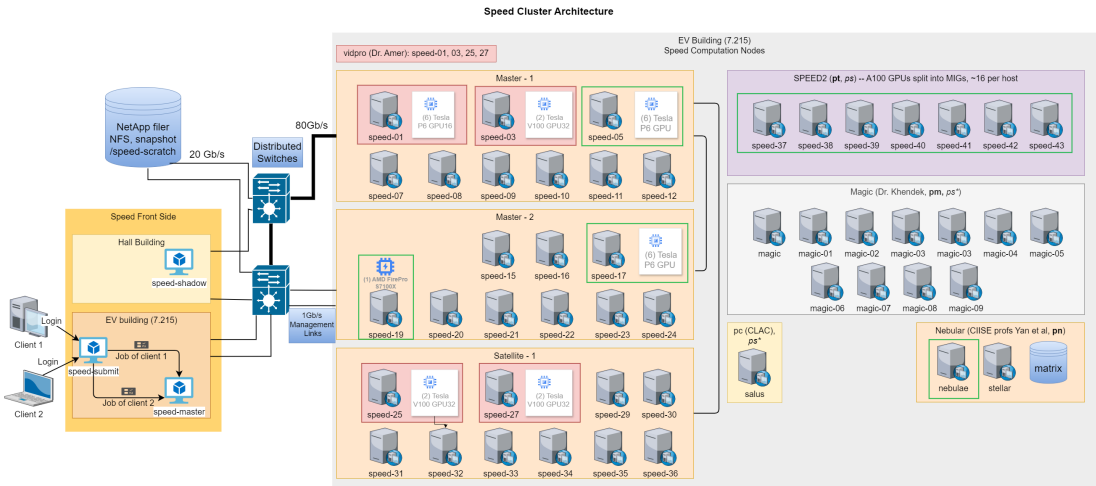 Speed Cluster Architecture
EV Building (7.215)
Speed Computation Nodes
vidpro (Dr. Amer): speed-01, 03, 25, 27
Master - 1
(6) Tesla
P6 GPU16
speed-01
(2) Tesla
V100 GPU32
speed-03
(6) Tesla
P6 GPU
speed-05
speed-07
speed-08
speed-09
speed-10
speed-11
speed-12
SPEED2 (pt, ps) -- A100 GPUs split into MIGs, ~16 per host
speed-37
speed-38
speed-39
speed-40
speed-41
speed-42
speed-43
NetApp filer
NFS, snapshot
/speed-scratch
20 Gb/s
80Gb/s
Distributed
Switches
Magic (Dr. Khendek, pm, ps*)
magic
magic-01
magic-02
magic-03
magic-03
magic-04
magic-05
magic-06
magic-07
magic-08
magic-09
Master - 2
speed-15
speed-16
(6) Tesla
P6 GPU
speed-17
(1) AMD FirePro
S7100X
speed-19
speed-20
speed-21
speed-22
speed-23
speed-24
Speed Front Side
Hall Building
speed-shadow
EV building (7.215)
Login
Client 1
Login
Client 2
speed-submit
Job of client 1
Job of client 2
speed-master
1Gb/s
Management
Links
Satellite - 1
speed-25
(2) Tesla
V100 GPU32
speed-27
(2) Tesla
V100 GPU32
speed-29
speed-30
speed-31
speed-32
speed-33
speed-34
speed-35
speed-36
pc (CLAC),
ps*
salus
Nebular (CIISE profs Yan et al, pn)
nebulae
stellar
matrix